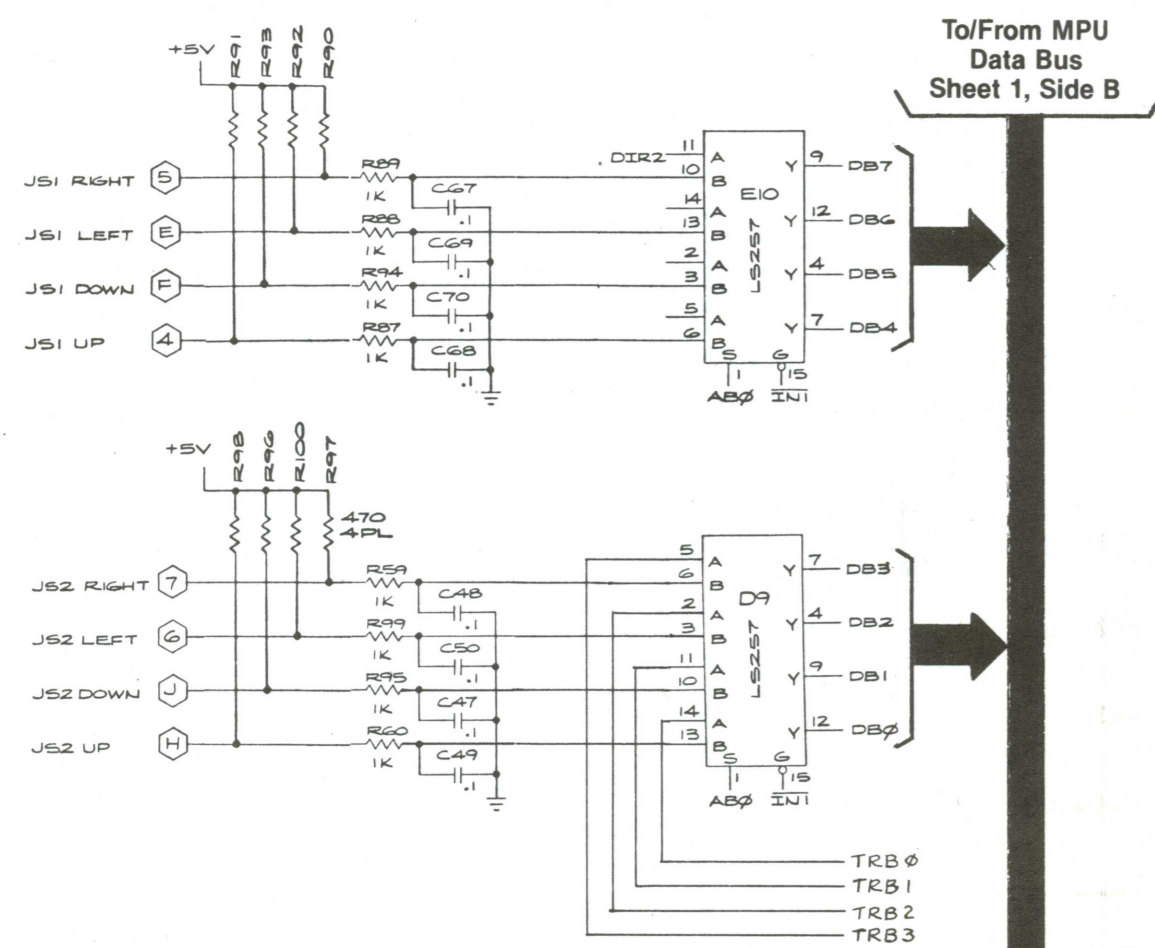 To/From MPU
Data Bus
Sheet 1, Side B
+5V
R91
R93
R92
R90
JS1 RIGHT 5
R89
1K
C67
.1
JS1 LEFT E
R88
1K
C69
.1
JS1 DOWN F
R94
1K
C70
.1
JS1 UP 4
R87
1K
C68
.1
.DIR2 11 A
10 B
14 A
13 B
2 A
3 B
5 A
6 B
E10
LS257
Y 9 DB7
Y 12 DB6
Y 4 DB5
Y 7 DB4
S G
1 15
ABØ IN1
+5V
R98
R96
R100
R97
470
4PL
JS2 RIGHT 7
R59
1K
C48
.1
JS2 LEFT 6
R99
1K
C50
.1
JS2 DOWN J
R95
1K
C47
.1
JS2 UP H
R60
1K
C49
.1
5 A
6 B
2 A
3 B
11 A
10 B
14 A
13 B
D9
LS257
Y 7 DB3
Y 4 DB2
Y 9 DB1
Y 12 DBØ
S G
1 15
ABØ IN1
TRBØ
TRB1
TRB2
TRB3